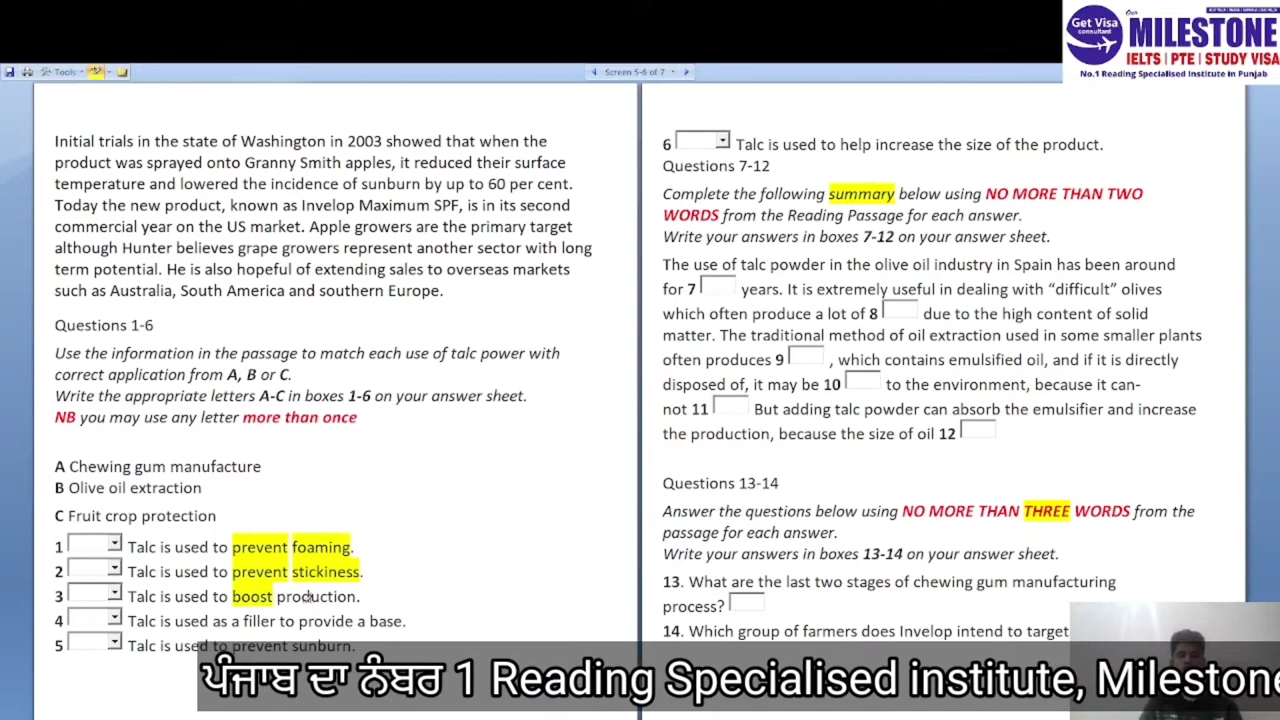 Our
Get Visa
consultant
MILESTONE
IELTS | PTE | STUDY VISA
No.1 Reading Specialised Institute in Punjab
Tools
Screen 5-6 of 7
Initial trials in the state of Washington in 2003 showed that when the
product was sprayed onto Granny Smith apples, it reduced their surface
temperature and lowered the incidence of sunburn by up to 60 per cent.
Today the new product, known as Invelop Maximum SPF, is in its second
commercial year on the US market. Apple growers are the primary target
although Hunter believes grape growers represent another sector with long
term potential. He is also hopeful of extending sales to overseas markets
such as Australia, South America and southern Europe.
Questions 1-6
Use the information in the passage to match each use of talc power with
correct application from A, B or C.
Write the appropriate letters A-C in boxes 1-6 on your answer sheet.
NB you may use any letter more than once
A Chewing gum manufacture
B Olive oil extraction
C Fruit crop protection
1 Talc is used to prevent foaming.
2 Talc is used to prevent stickiness.
3 Talc is used to boost production.
4 Talc is used as a filler to provide a base.
5 Talc is used to prevent sunburn.
6 Talc is used to help increase the size of the product.
Questions 7-12
Complete the following summary below using NO MORE THAN TWO
WORDS from the Reading Passage for each answer.
Write your answers in boxes 7-12 on your answer sheet.
The use of talc powder in the olive oil industry in Spain has been around
for 7 years. It is extremely useful in dealing with “difficult” olives
which often produce a lot of 8 due to the high content of solid
matter. The traditional method of oil extraction used in some smaller plants
often produces 9 , which contains emulsified oil, and if it is directly
disposed of, it may be 10 to the environment, because it can-
not 11 But adding talc powder can absorb the emulsifier and increase
the production, because the size of oil 12
Questions 13-14
Answer the questions below using NO MORE THAN THREE WORDS from the
passage for each answer.
Write your answers in boxes 13-14 on your answer sheet.
13. What are the last two stages of chewing gum manufacturing
process?
14. Which group of farmers does Invelop intend to target
ਪੰਜਾਬ ਦਾ ਨੰਬਰ 1 Reading Specialised institute, Milestone